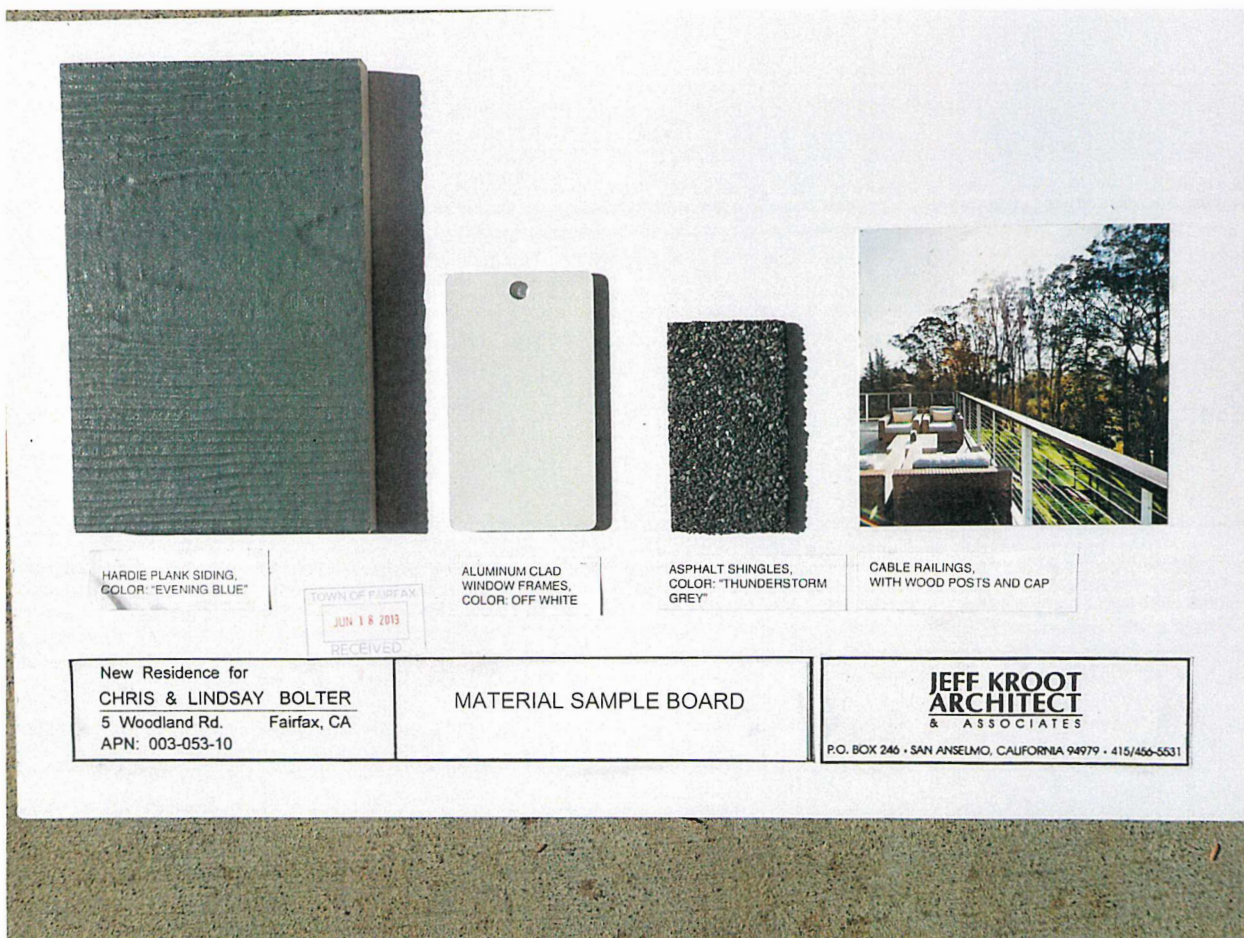 HARDIE PLANK SIDING,
COLOR: "EVENING BLUE"
ALUMINUM CLAD
WINDOW FRAMES,
COLOR: OFF WHITE
ASPHALT SHINGLES,
COLOR: "THUNDERSTORM
GREY"
CABLE RAILINGS,
WITH WOOD POSTS AND CAP
TOWN OF FAIRFAX
JUN 18 2019
RECEIVED
New Residence for
CHRIS & LINDSAY BOLTER
5 Woodland Rd. Fairfax, CA
APN: 003-053-10
MATERIAL SAMPLE BOARD
JEFF KROOT
ARCHITECT
& ASSOCIATES
P.O. BOX 246 • SAN ANSELMO, CALIFORNIA 94979 • 415/456-5531